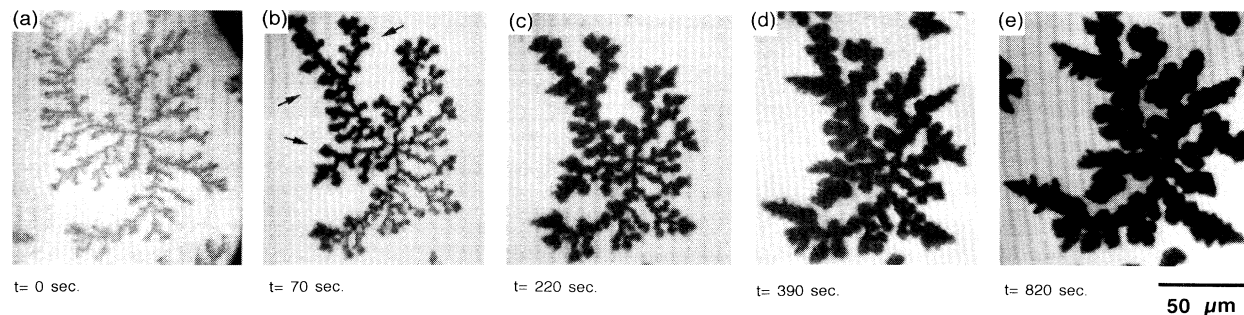 (a)
(b)
(c)
(d)
(e)
t= 0 sec.
t= 70 sec.
t= 220 sec.
t= 390 sec.
t= 820 sec.
50 µm